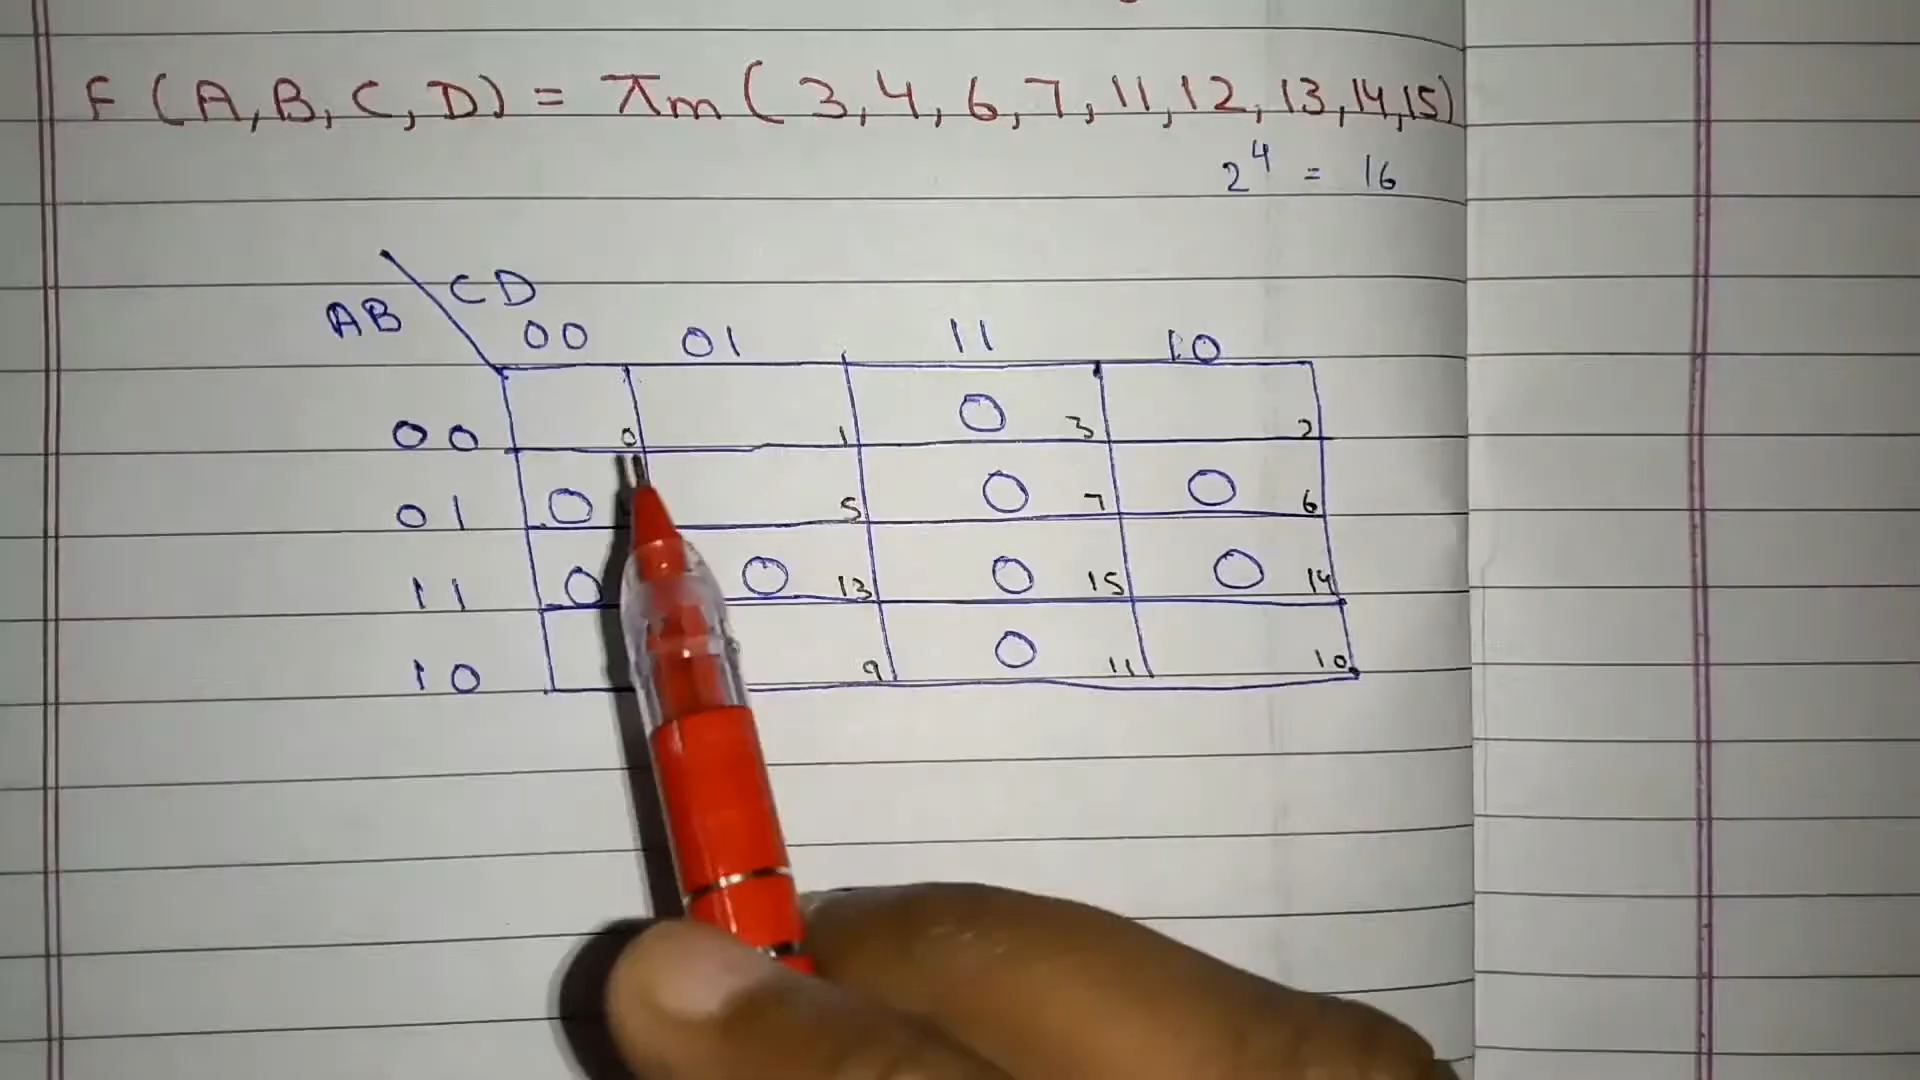 F (A, B, C, D) = πm ( 3, 4, 6, 7, 11, 12, 13, 14, 15)
2^4 = 16
AB CD
00 01 11 10
00 0 1 0 3 2
01 0 5 0 7 0 6
11 0 0 13 0 15 0 14
10 9 0 11 10